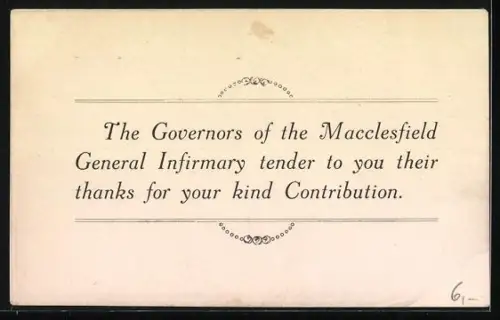 The Governors of the Macclesfield
General Infirmary tender to you their
thanks for your kind Contribution.
6,-